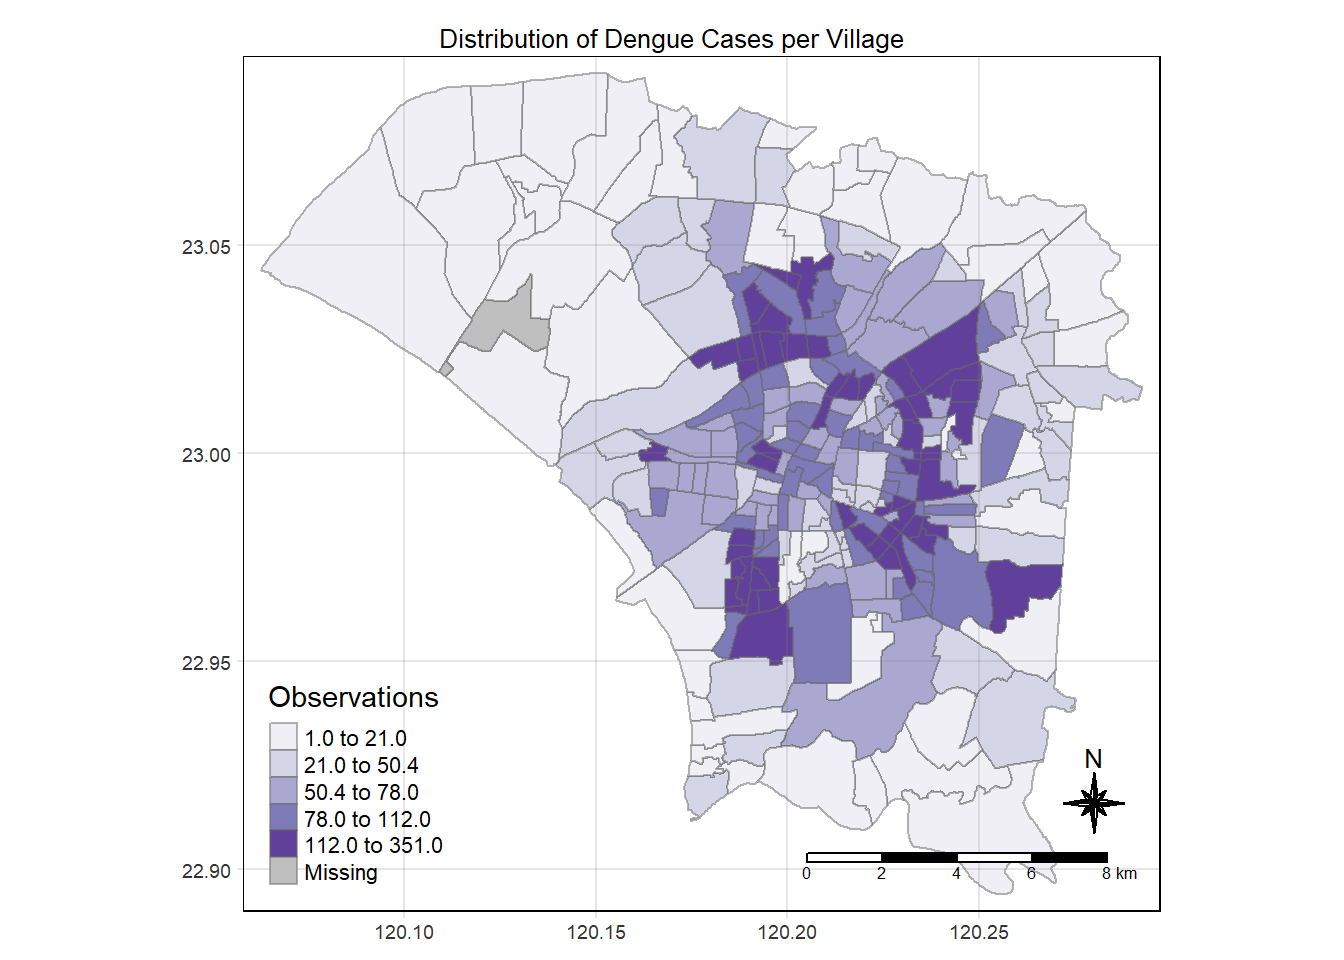 Distribution of Dengue Cases per Village
23.05
23.00
22.95
22.90
Observations
1.0 to 21.0
21.0 to 50.4
50.4 to 78.0
78.0 to 112.0
112.0 to 351.0
Missing
N
0 2 4 6 8 km
120.10 120.15 120.20 120.25